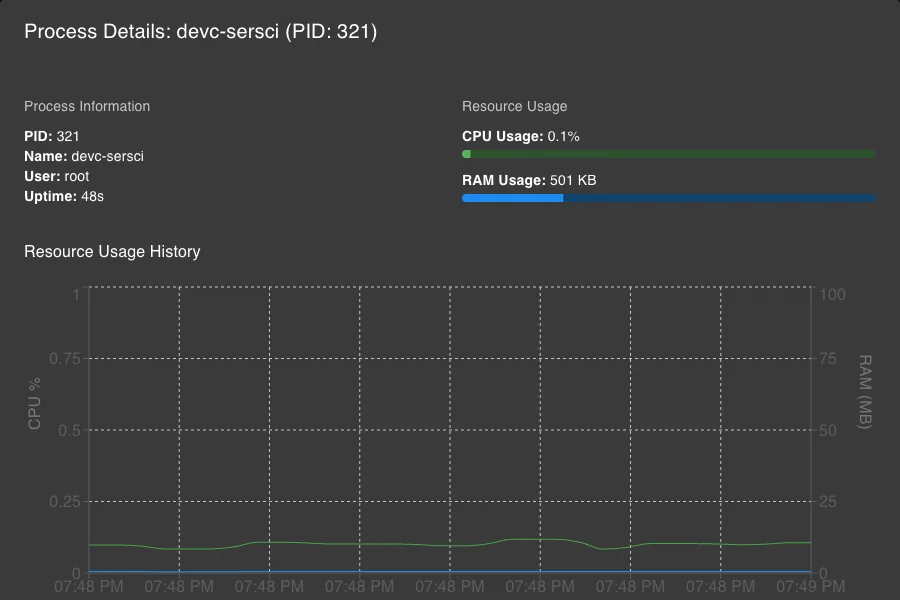 Process Details: devc-sersci (PID: 321)
Process Information
PID: 321
Name: devc-sersci
User: root
Uptime: 48s
Resource Usage
CPU Usage: 0.1%
RAM Usage: 501 KB
Resource Usage History
CPU %
1
0.75
0.5
0.25
0
100
75
50
25
0
RAM (MB)
07:48 PM 07:48 PM 07:48 PM 07:48 PM 07:48 PM 07:48 PM 07:48 PM 07:48 PM 07:49 PM